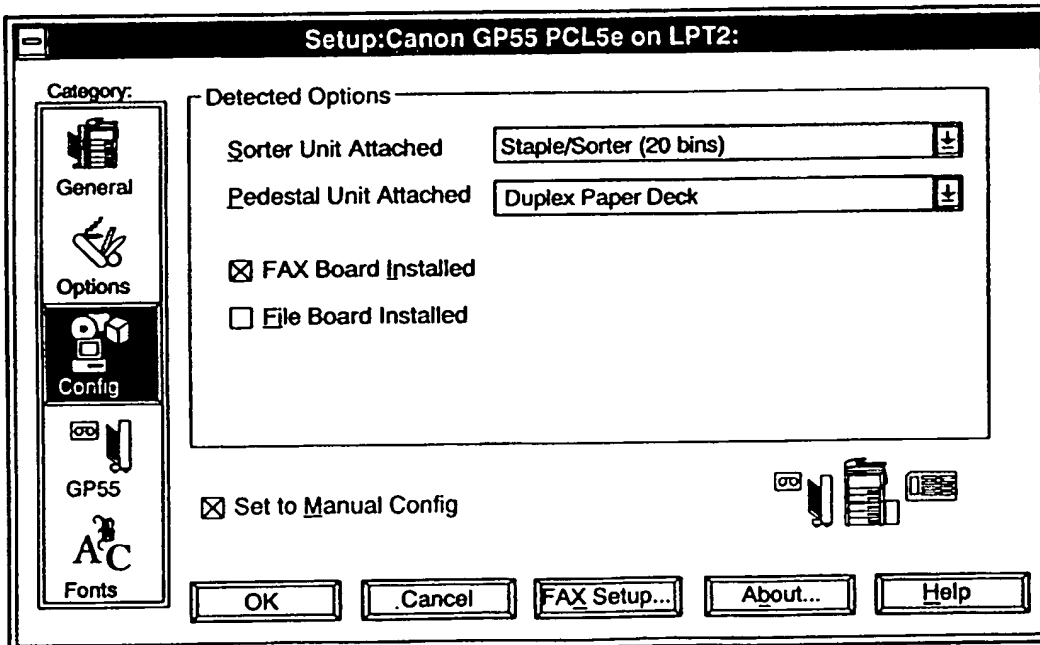 Setup:Canon GP55 PCL5e on LPT2:
Category:
General
Options
Config
GP55
Fonts
Detected Options
Sorter Unit Attached
Staple/Sorter (20 bins)
Pedestal Unit Attached
Duplex Paper Deck
FAX Board Installed
File Board Installed
Set to Manual Config
OK
.Cancel
FAX Setup...
About...
Help